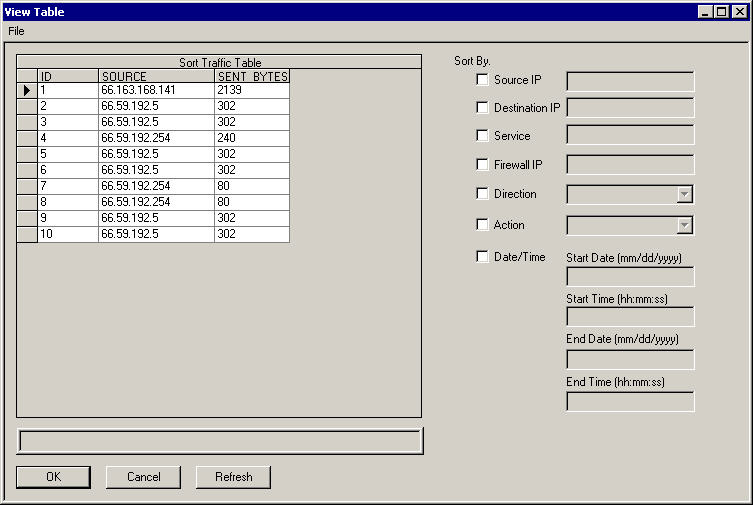 View Table
File
Sort Traffic Table
ID SOURCE SENT BYTES
1 66.163.168.141 2139
2 66.59.192.5 302
3 66.59.192.5 302
4 66.59.192.254 240
5 66.59.192.5 302
6 66.59.192.5 302
7 66.59.192.254 80
8 66.59.192.254 80
9 66.59.192.5 302
10 66.59.192.5 302
Sort By.
Source IP
Destination IP
Service
Firewall IP
Direction
Action
Date/Time
Start Date (mm/dd/yyyy)
Start Time (hh:mm:ss)
End Date (mm/dd/yyyy)
End Time (hh:mm:ss)
OK Cancel Refresh